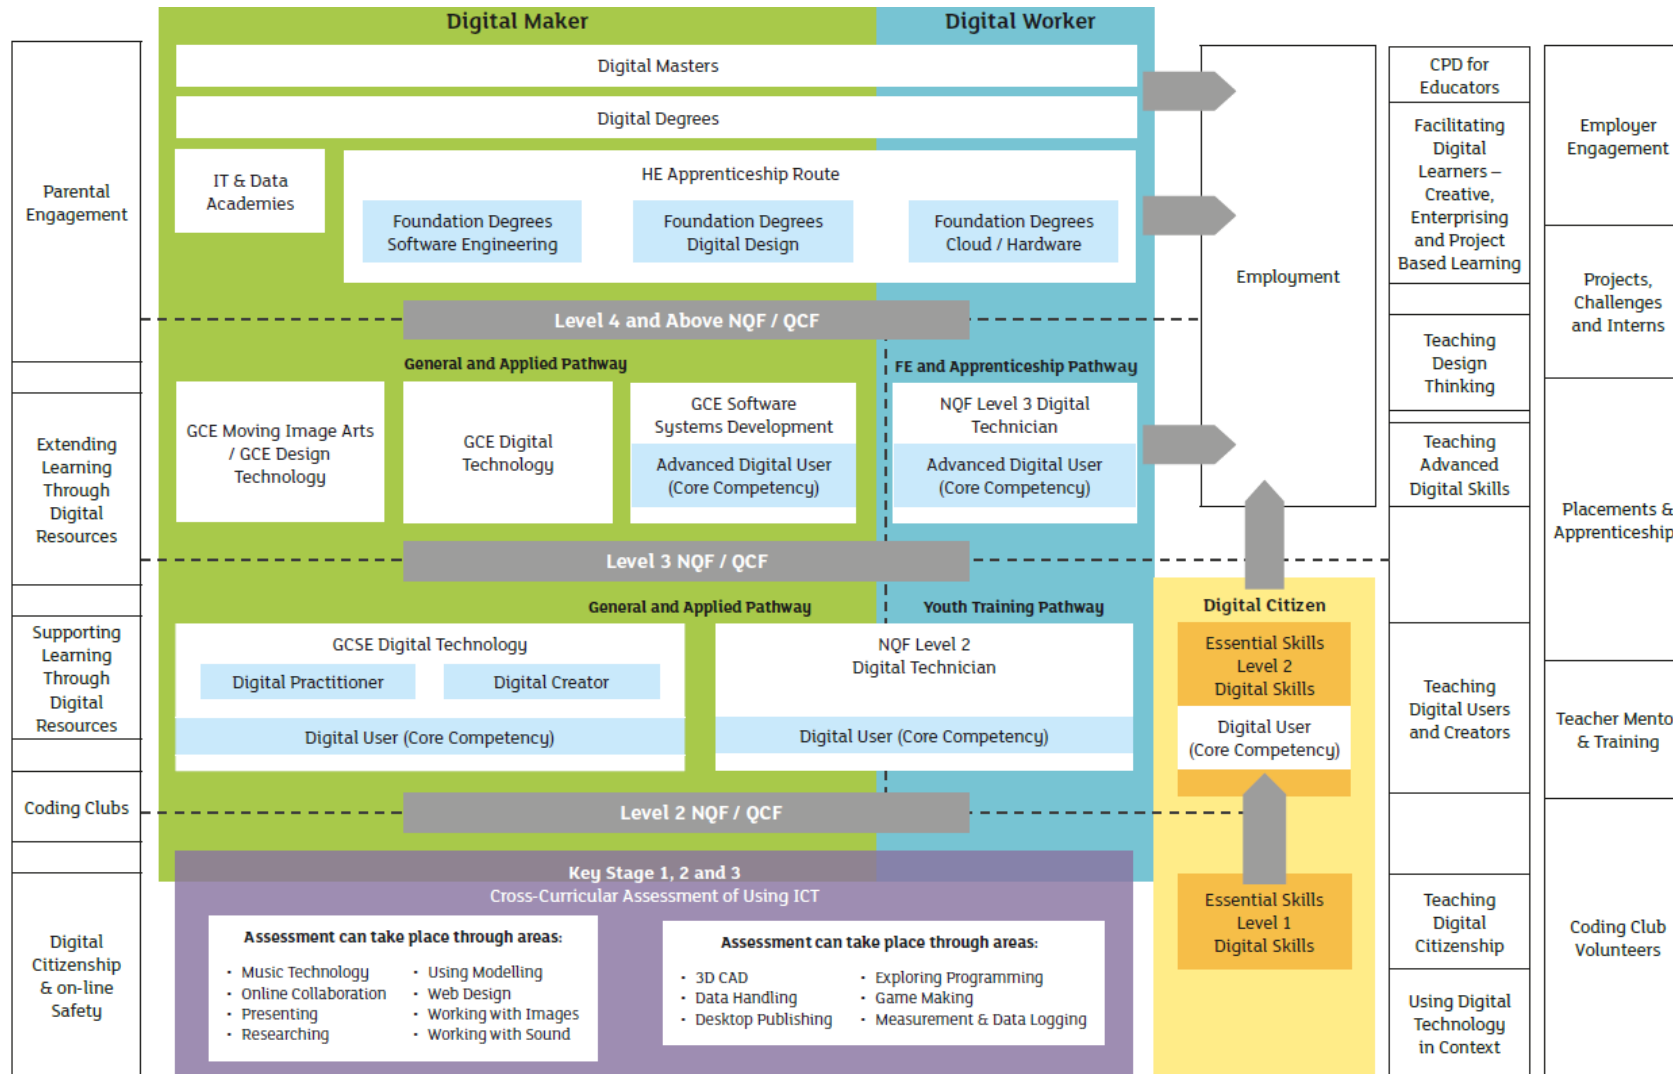 Digital Maker
Digital Worker
Parental
Engagement
Extending
Learning
Through
Digital
Resources
Supporting
Learning
Through
Digital
Resources
Coding Clubs
Digital
Citizenship
& on-line
Safety
Digital Masters
Digital Degrees
IT & Data
Academies
HE Apprenticeship Route
Foundation Degrees
Software Engineering
Foundation Degrees
Digital Design
Foundation Degrees
Cloud / Hardware
Level 4 and Above NQF / QCF
General and Applied Pathway
FE and Apprenticeship Pathway
GCE Moving Image Arts
/ GCE Design
Technology
GCE Digital
Technology
GCE Software
Systems Development
Advanced Digital User
(Core Competency)
NQF Level 3 Digital
Technician
Advanced Digital User
(Core Competency)
Level 3 NQF / QCF
General and Applied Pathway
Youth Training Pathway
GCSE Digital Technology
Digital Practitioner
Digital Creator
Digital User (Core Competency)
NQF Level 2
Digital Technician
Digital User (Core Competency)
Level 2 NQF / QCF
Key Stage 1, 2 and 3
Cross-Curricular Assessment of Using ICT
Assessment can take place through areas:
• Music Technology
• Online Collaboration
• Presenting
• Researching
• Using Modelling
• Web Design
• Working with Images
• Working with Sound
Assessment can take place through areas:
• 3D CAD
• Data Handling
• Desktop Publishing
• Exploring Programming
• Game Making
• Measurement & Data Logging
Employment
Digital Citizen
Essential Skills
Level 2
Digital Skills
Digital User
(Core Competency)
Essential Skills
Level 1
Digital Skills
CPD for
Educators
Facilitating
Digital
Learners –
Creative,
Enterprising
and Project
Based Learning
Teaching
Design
Thinking
Teaching
Advanced
Digital Skills
Teaching
Digital Users
and Creators
Teaching
Digital
Citizenship
Using Digital
Technology
in Context
Employer
Engagement
Projects,
Challenges
and Interns
Placements &
Apprenticeship
Teacher Mento
& Training
Coding Club
Volunteers